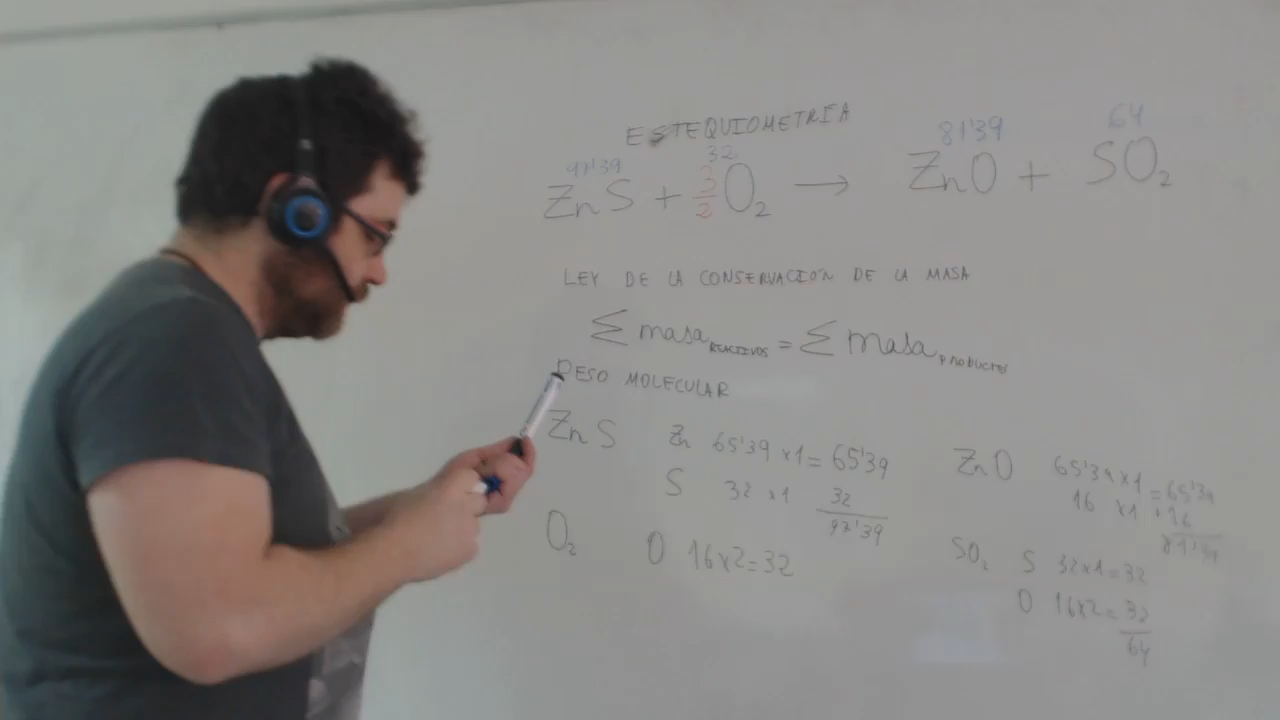 ESTEQUIOMETRÍA
97'39 32 81'39 64
ZnS + 3/2 O₂ → ZnO + SO₂
LEY DE LA CONSERVACIÓN DE LA MASA
Σ masa REACTIVOS = Σ masa PRODUCTOS
PESO MOLECULAR
ZnS Zn 65'39 x1 = 65'39
S 32 x1 32
97'39
O₂ O 16x2=32
ZnO 65'39 x1 = 65'39
16 x1 +16
81'39
SO₂ S 32x1=32
O 16x2=32
64